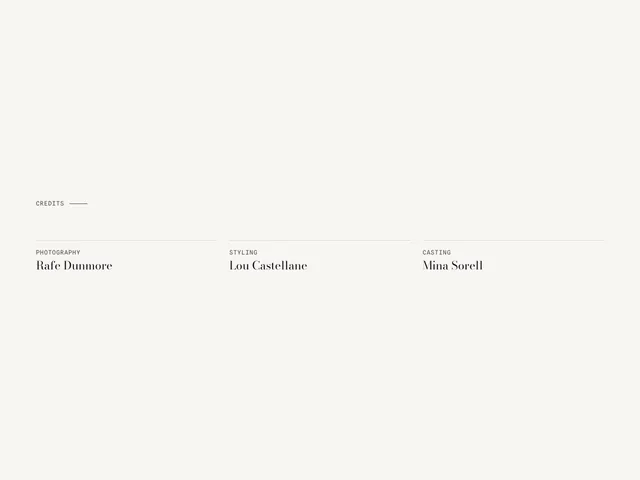 CREDITS
PHOTOGRAPHY
Rafe Dunmore
STYLING
Lou Castellane
CASTING
Mina Sorell